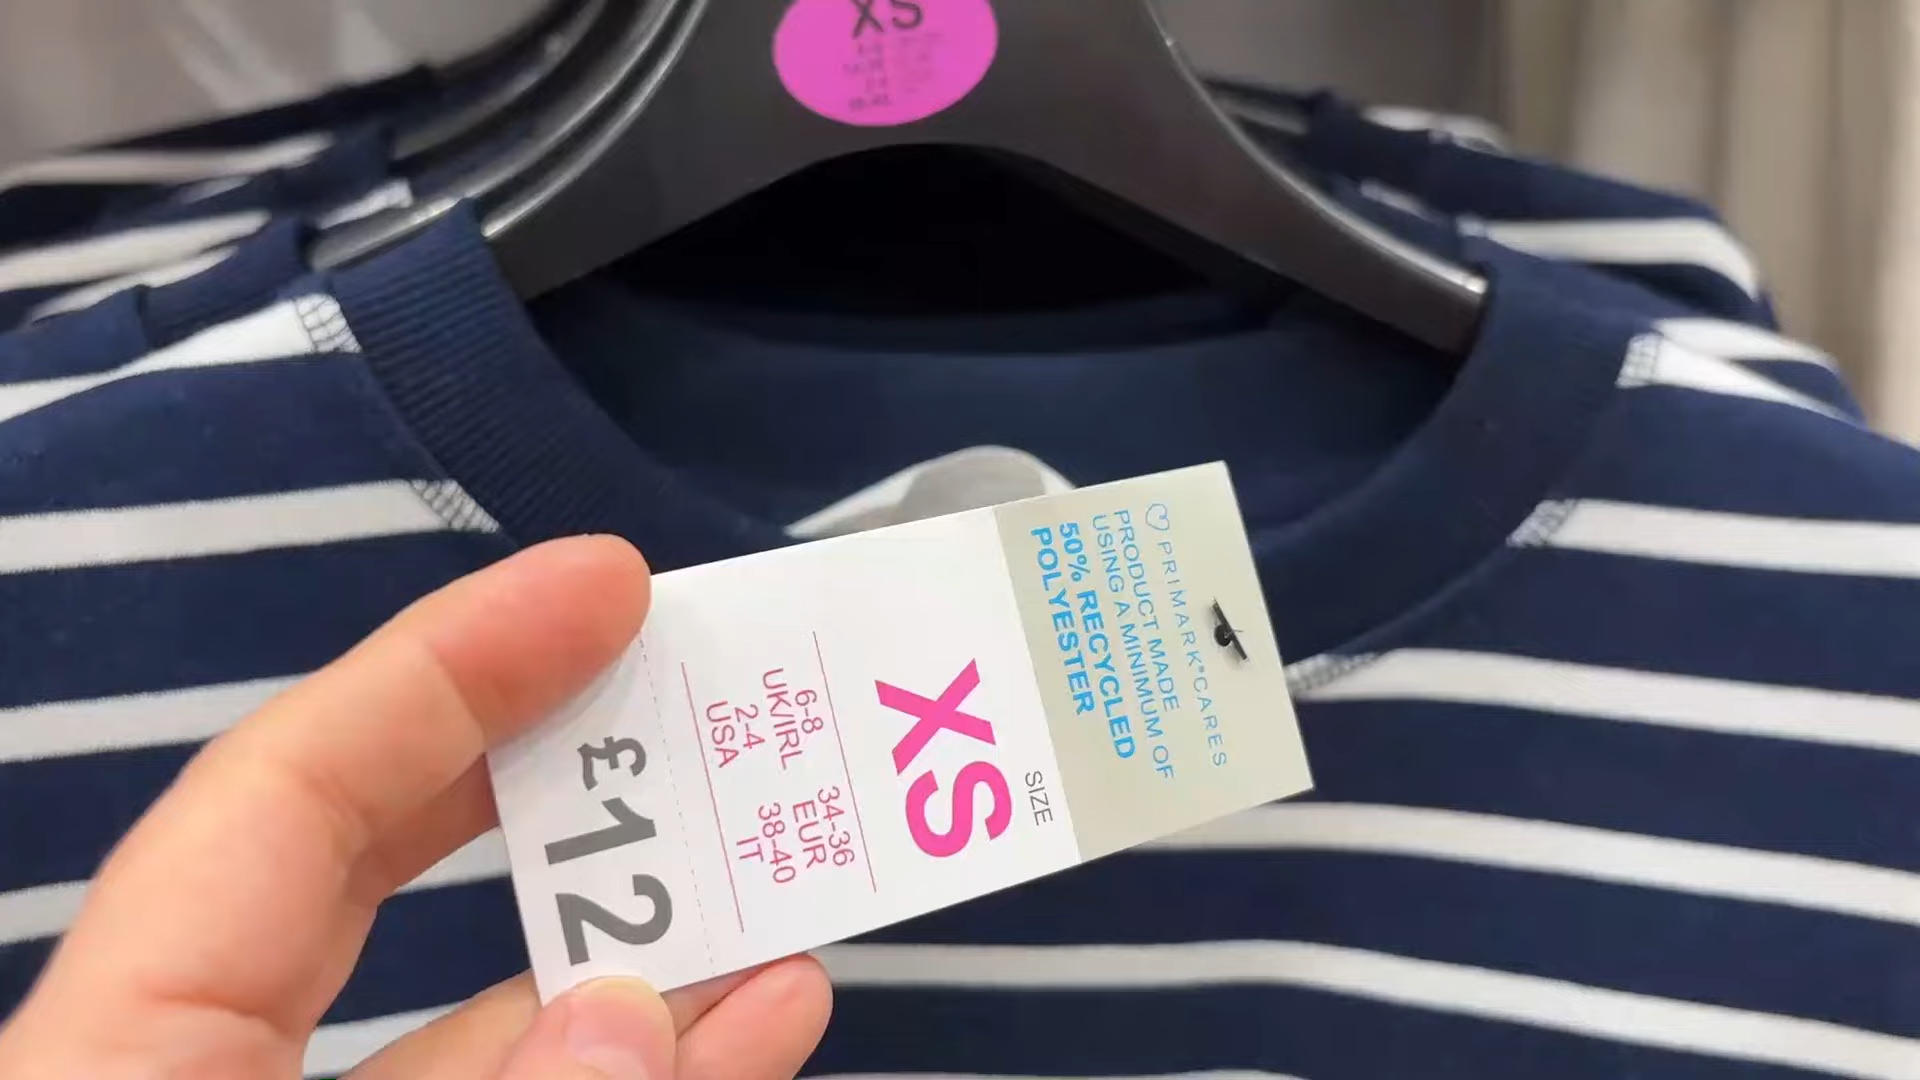 XS
PRIMARK®CARES
PRODUCT MADE
USING A MINIMUM OF
50% RECYCLED
POLYESTER
SIZE
XS
6-8 34-36
UK/IRL EUR
2-4 38-40
USA IT
£12